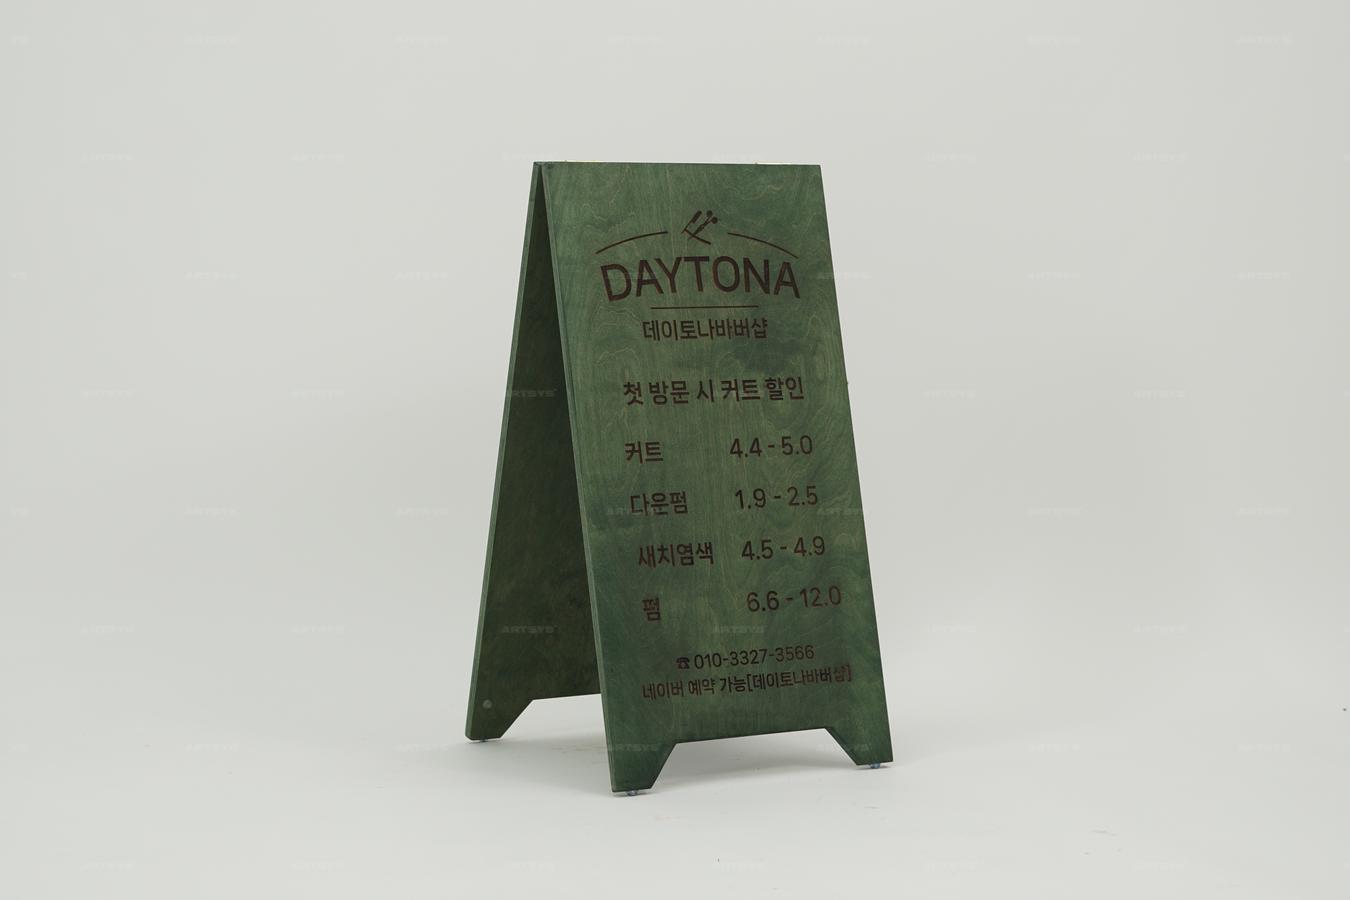 DAYTONA
데이토나바버샵
첫 방문 시 커트 할인
커트 4.4 - 5.0
다운펌 1.9 - 2.5
새치염색 4.5 - 4.9
펌 6.6 - 12.0
☎010-3327-3566
네이버 예약 가능[데이토나바버샵]
ARTSYS